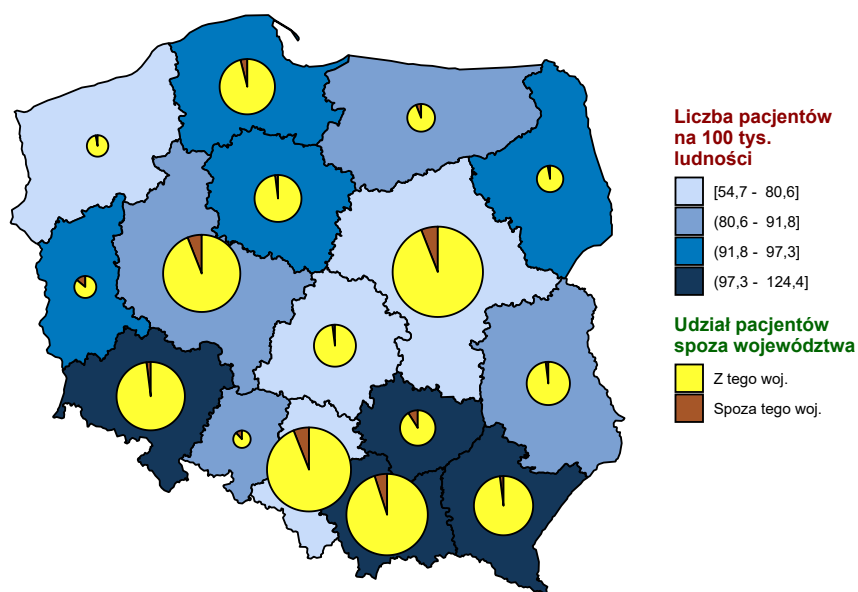 Liczba pacjentów
na 100 tys.
ludności
[54,7 - 80,6]
(80,6 - 91,8]
(91,8 - 97,3]
(97,3 - 124,4]
Udział pacjentów
spoza województwa
Z tego woj.
Spoza tego woj.